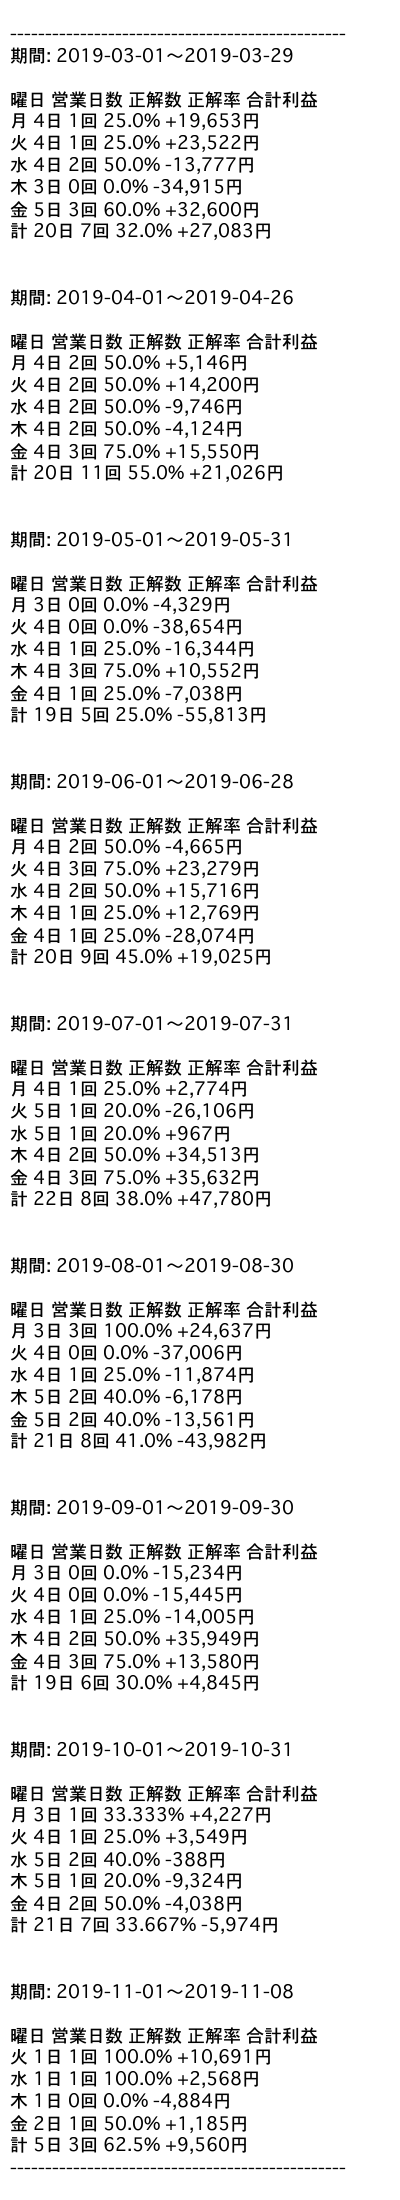 ------------------------------------------------
期間: 2019-03-01〜2019-03-29
曜日 営業日数 正解数 正解率 合計利益
月 4日 1回 25.0% +19,653円
火 4日 1回 25.0% +23,522円
水 4日 2回 50.0% -13,777円
木 3日 0回 0.0% -34,915円
金 5日 3回 60.0% +32,600円
計 20日 7回 32.0% +27,083円
期間: 2019-04-01〜2019-04-26
曜日 営業日数 正解数 正解率 合計利益
月 4日 2回 50.0% +5,146円
火 4日 2回 50.0% +14,200円
水 4日 2回 50.0% -9,746円
木 4日 2回 50.0% -4,124円
金 4日 3回 75.0% +15,550円
計 20日 11回 55.0% +21,026円
期間: 2019-05-01〜2019-05-31
曜日 営業日数 正解数 正解率 合計利益
月 3日 0回 0.0% -4,329円
火 4日 0回 0.0% -38,654円
水 4日 1回 25.0% -16,344円
木 4日 3回 75.0% +10,552円
金 4日 1回 25.0% -7,038円
計 19日 5回 25.0% -55,813円
期間: 2019-06-01〜2019-06-28
曜日 営業日数 正解数 正解率 合計利益
月 4日 2回 50.0% -4,665円
火 4日 3回 75.0% +23,279円
水 4日 2回 50.0% +15,716円
木 4日 1回 25.0% +12,769円
金 4日 1回 25.0% -28,074円
計 20日 9回 45.0% +19,025円
期間: 2019-07-01〜2019-07-31
曜日 営業日数 正解数 正解率 合計利益
月 4日 1回 25.0% +2,774円
火 5日 1回 20.0% -26,106円
水 5日 1回 20.0% +967円
木 4日 2回 50.0% +34,513円
金 4日 3回 75.0% +35,632円
計 22日 8回 38.0% +47,780円
期間: 2019-08-01〜2019-08-30
曜日 営業日数 正解数 正解率 合計利益
月 3日 3回 100.0% +24,637円
火 4日 0回 0.0% -37,006円
水 4日 1回 25.0% -11,874円
木 5日 2回 40.0% -6,178円
金 5日 2回 40.0% -13,561円
計 21日 8回 41.0% -43,982円
期間: 2019-09-01〜2019-09-30
曜日 営業日数 正解数 正解率 合計利益
月 3日 0回 0.0% -15,234円
火 4日 0回 0.0% -15,445円
水 4日 1回 25.0% -14,005円
木 4日 2回 50.0% +35,949円
金 4日 3回 75.0% +13,580円
計 19日 6回 30.0% +4,845円
期間: 2019-10-01〜2019-10-31
曜日 営業日数 正解数 正解率 合計利益
月 3日 1回 33.333% +4,227円
火 4日 1回 25.0% +3,549円
水 5日 2回 40.0% -388円
木 5日 1回 20.0% -9,324円
金 4日 2回 50.0% -4,038円
計 21日 7回 33.667% -5,974円
期間: 2019-11-01〜2019-11-08
曜日 営業日数 正解数 正解率 合計利益
火 1日 1回 100.0% +10,691円
水 1日 1回 100.0% +2,568円
木 1日 0回 0.0% -4,884円
金 2日 1回 50.0% +1,185円
計 5日 3回 62.5% +9,560円
------------------------------------------------